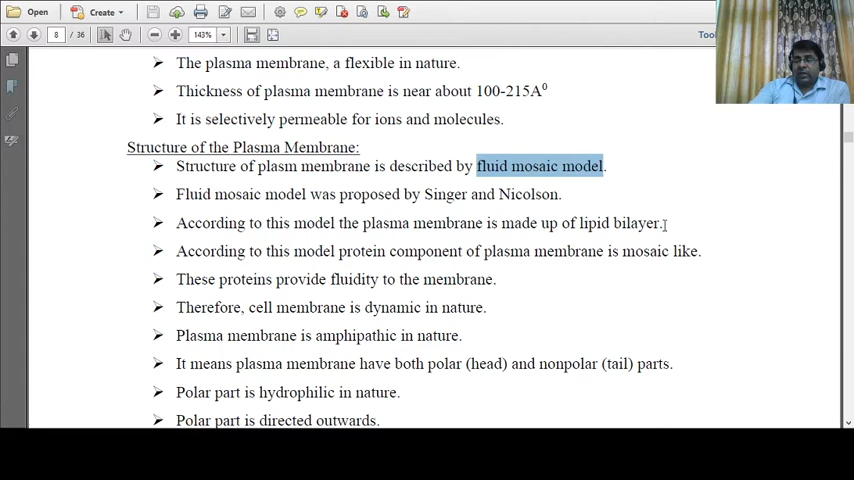 Open Create
8 / 36 143% Tool
➢ The plasma membrane, a flexible in nature.
➢ Thickness of plasma membrane is near about 100-215A⁰
➢ It is selectively permeable for ions and molecules.
Structure of the Plasma Membrane:
➢ Structure of plasm membrane is described by fluid mosaic model.
➢ Fluid mosaic model was proposed by Singer and Nicolson.
➢ According to this model the plasma membrane is made up of lipid bilayer.
➢ According to this model protein component of plasma membrane is mosaic like.
➢ These proteins provide fluidity to the membrane.
➢ Therefore, cell membrane is dynamic in nature.
➢ Plasma membrane is amphipathic in nature.
➢ It means plasma membrane have both polar (head) and nonpolar (tail) parts.
➢ Polar part is hydrophilic in nature.
➢ Polar part is directed outwards.